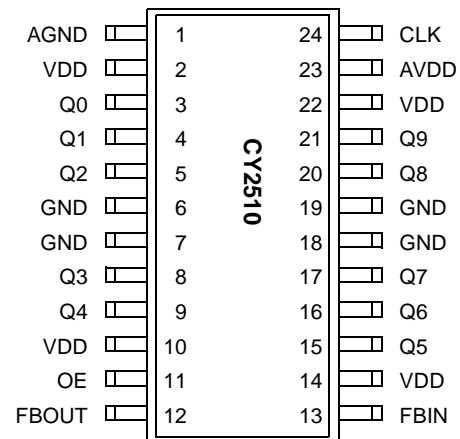 AGND 1 24 CLK
VDD 2 23 AVDD
Q0 3 22 VDD
Q1 4 21 Q9
Q2 5 20 Q8
GND 6 19 GND
GND 7 18 GND
Q3 8 17 Q7
Q4 9 16 Q6
VDD 10 15 Q5
OE 11 14 VDD
FBOUT 12 13 FBIN
CY2510